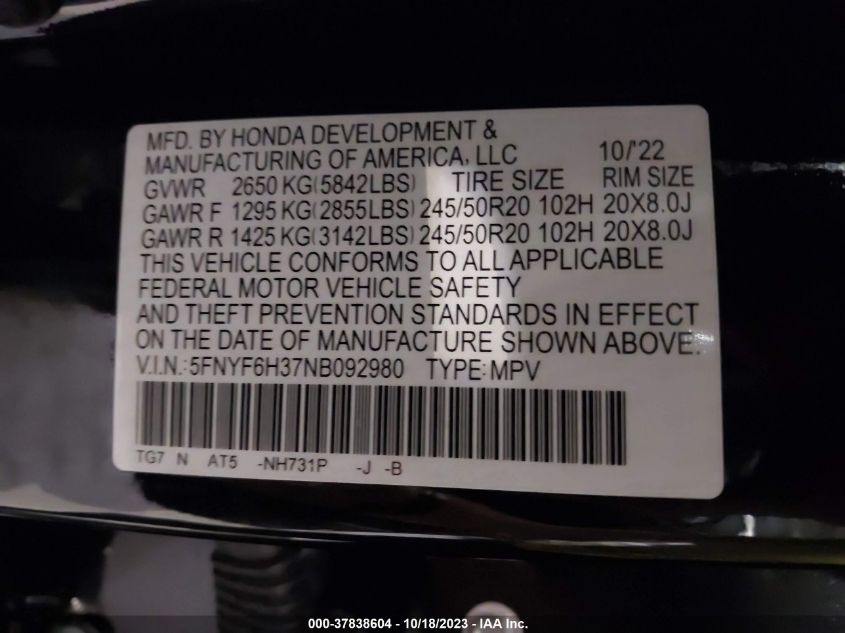 MFD. BY HONDA DEVELOPMENT &
MANUFACTURING OF AMERICA, LLC 10/'22
GVWR 2650 KG(5842LBS) TIRE SIZE RIM SIZE
GAWR F 1295 KG(2855LBS) 245/50R20 102H 20X8.0J
GAWR R 1425 KG(3142LBS) 245/50R20 102H 20X8.0J
THIS VEHICLE CONFORMS TO ALL APPLICABLE
FEDERAL MOTOR VEHICLE SAFETY
AND THEFT PREVENTION STANDARDS IN EFFECT
ON THE DATE OF MANUFACTURE SHOWN ABOVE.
V.I.N.:5FNYF6H37NB092980 TYPE:MPV
TG7 N AT5 -NH731P -J -B
000-37838604 - 10/18/2023 - IAA Inc.